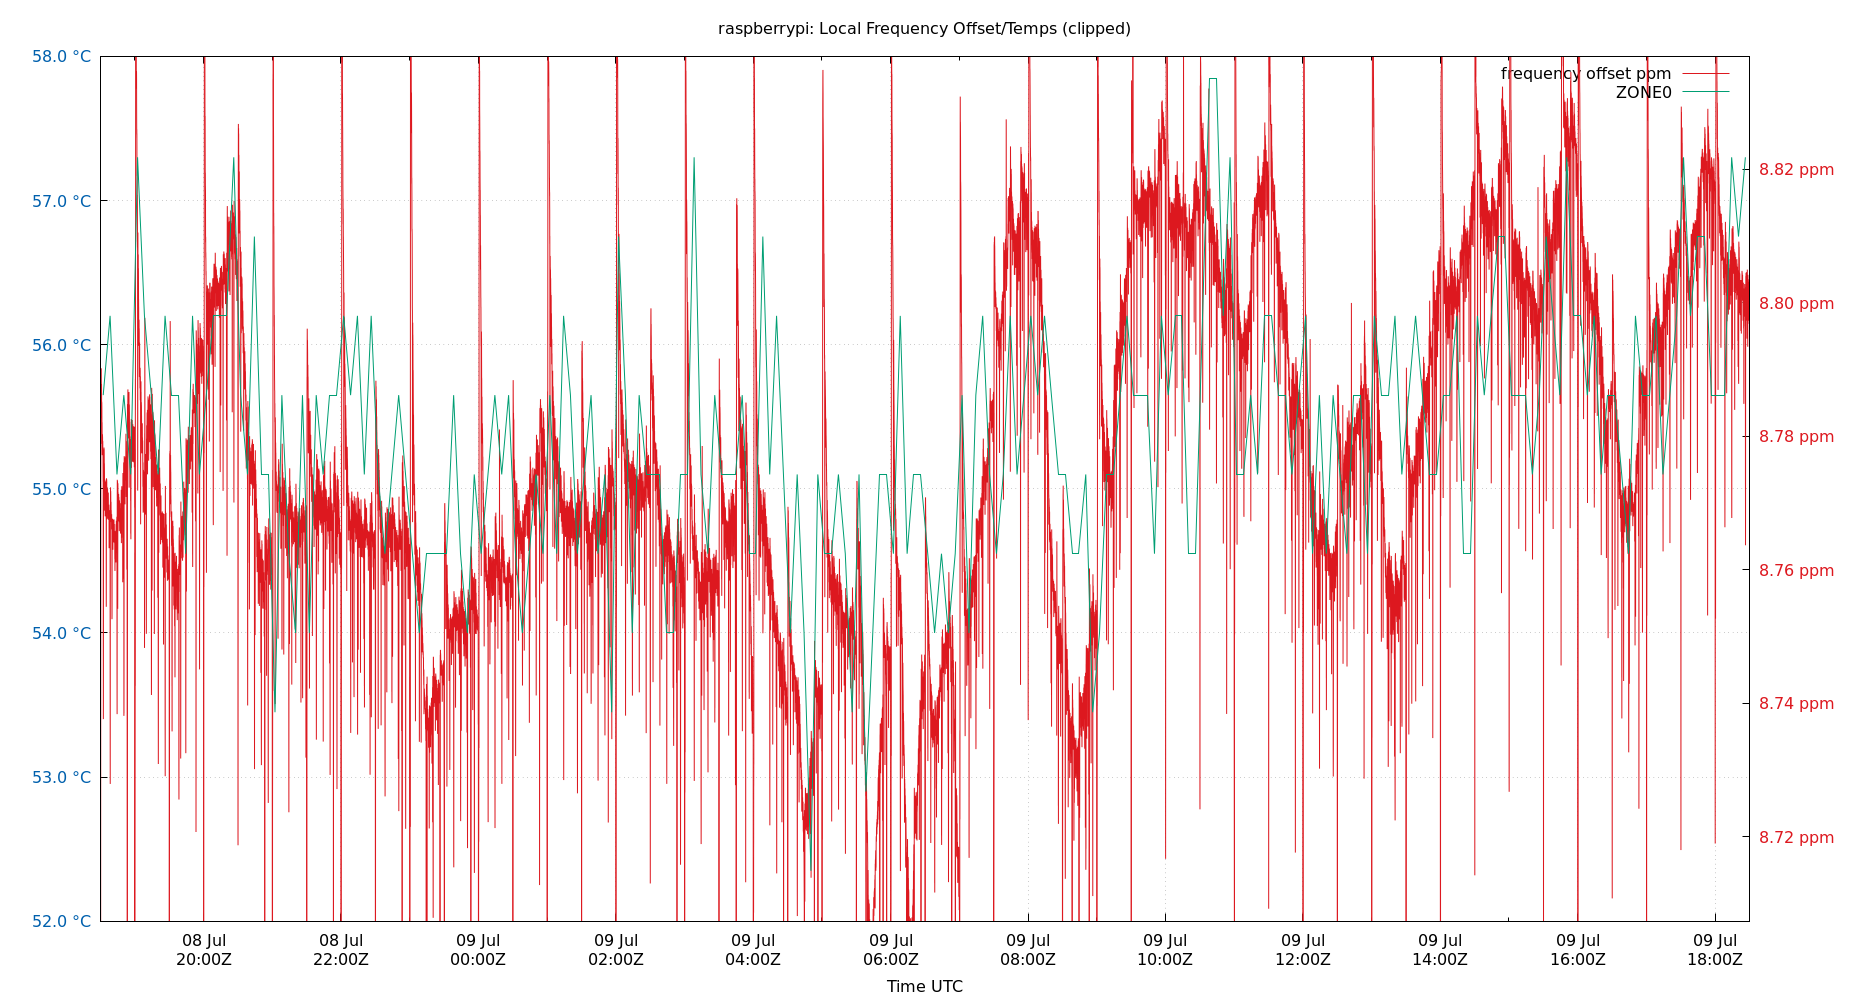 raspberrypi: Local Frequency Offset/Temps (clipped)
58.0 °C
57.0 °C
56.0 °C
55.0 °C
54.0 °C
53.0 °C
52.0 °C
frequency offset ppm
ZONE0
8.82 ppm
8.80 ppm
8.78 ppm
8.76 ppm
8.74 ppm
8.72 ppm
08 Jul 08 Jul 09 Jul 09 Jul 09 Jul 09 Jul 09 Jul 09 Jul 09 Jul 09 Jul 09 Jul 09 Jul
20:00Z 22:00Z 00:00Z 02:00Z 04:00Z 06:00Z 08:00Z 10:00Z 12:00Z 14:00Z 16:00Z 18:00Z
Time UTC